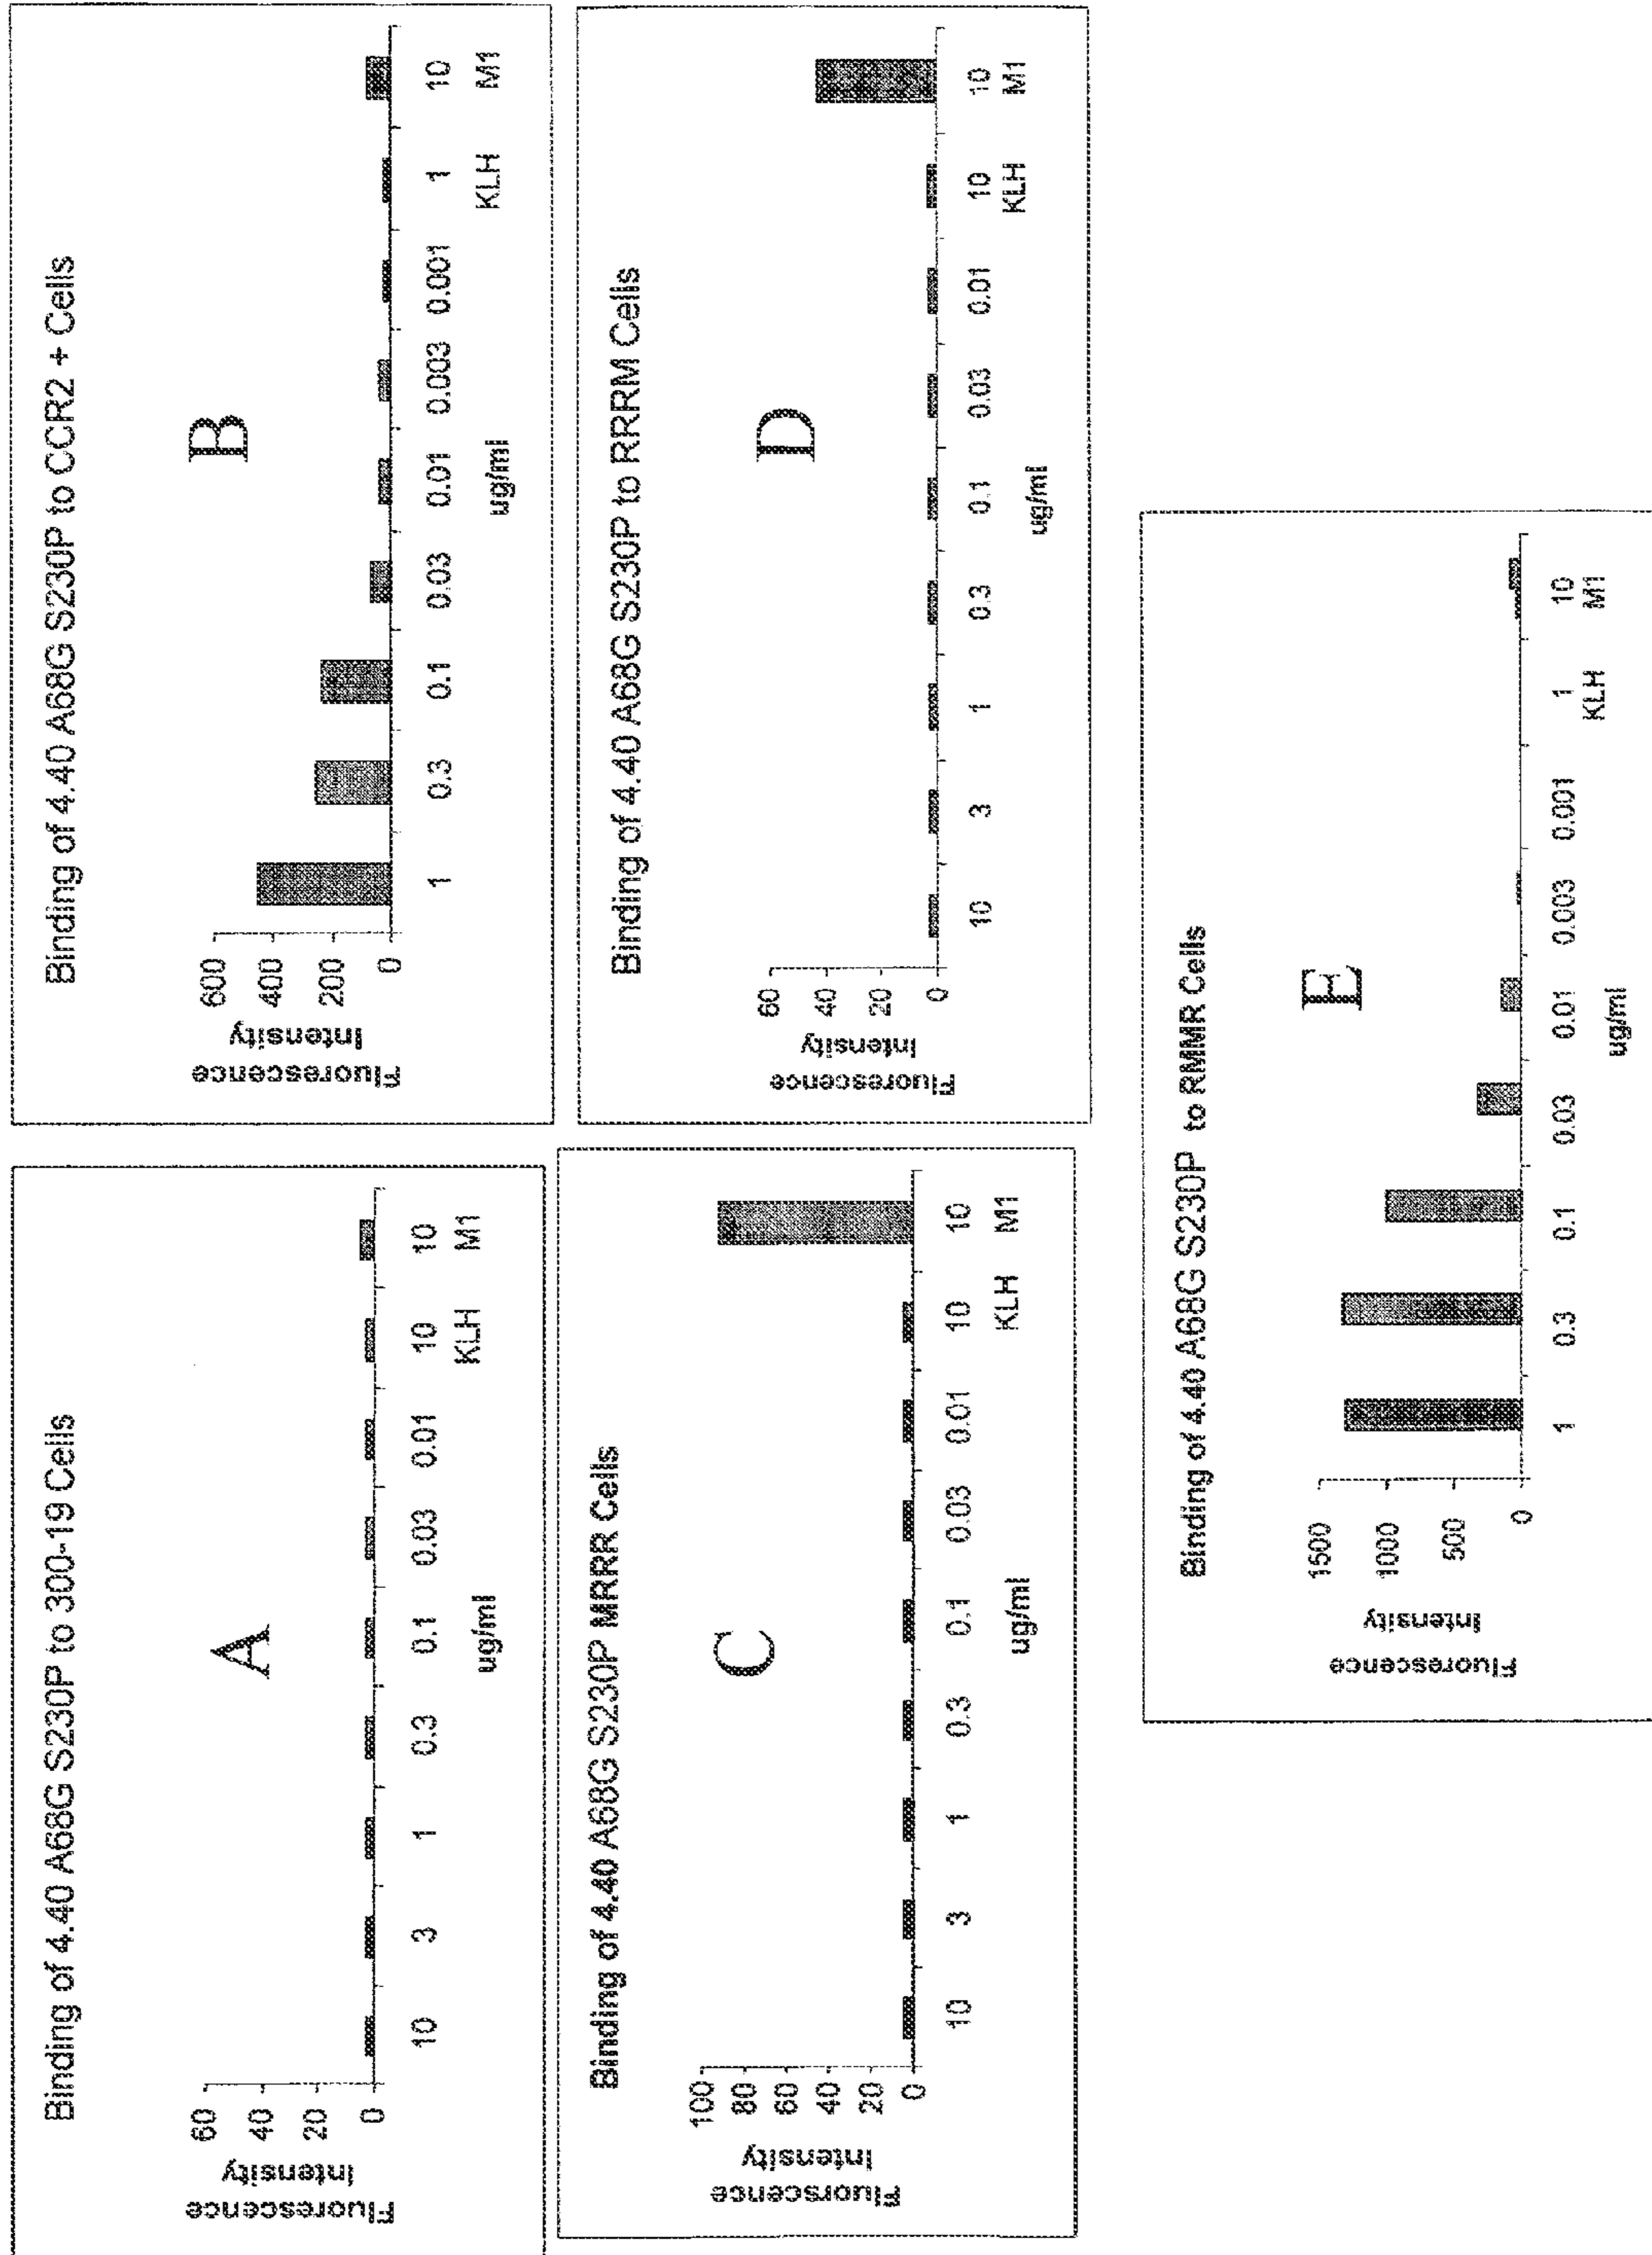 Binding of 4.40 A68G S230P to 300-19 Cells
A
Fluorescence
Intensity
60
40
20
0
10 3 1 0.3 0.1 0.03 0.01 10 10
KLH M1
ug/ml
Binding of 4.40 A68G S230P to CCR2 + Cells
B
Fluorescence
Intensity
600
400
200
0
1 0.3 0.1 0.03 0.01 0.003 0.001 1 10
KLH M1
ug/ml
Binding of 4.40 A68G S230P MRRR Cells
C
Fluorscence
Intensity
100
80
60
40
20
0
10 3 1 0.3 0.1 0.03 0.01 10 10
KLH M1
ug/ml
Binding of 4.40 A68G S230P to RRRM Cells
D
Fluorescence
Intensity
60
40
20
0
10 3 1 0.3 0.1 0.03 0.01 10 10
KLH M1
ug/ml
Binding of 4.40 A68G S230P to RMMR Cells
E
Fluorescence
Intensity
1500
1000
500
0
1 0.3 0.1 0.03 0.01 0.003 0.001 1 10
KLH M1
ug/ml